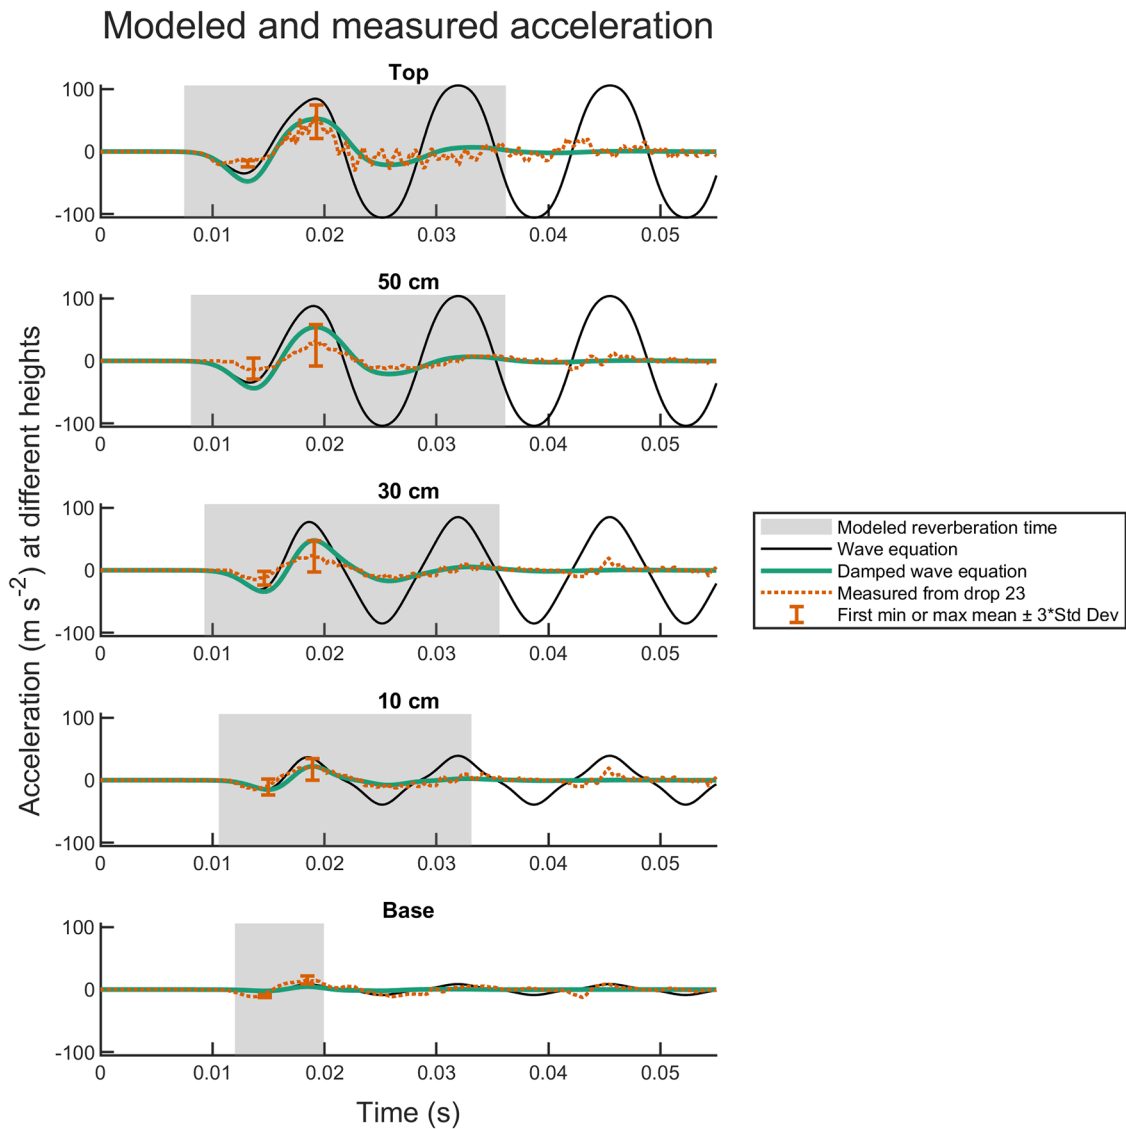 Modeled and measured acceleration
Top
100
0
-100
0 0.01 0.02 0.03 0.04 0.05
50 cm
100
0
-100
0 0.01 0.02 0.03 0.04 0.05
30 cm
100
0
-100
0 0.01 0.02 0.03 0.04 0.05
10 cm
100
0
-100
0 0.01 0.02 0.03 0.04 0.05
Base
100
0
-100
0 0.01 0.02 0.03 0.04 0.05
Time (s)
Acceleration (m s⁻²) at different heights
Modeled reverberation time
Wave equation
Damped wave equation
Measured from drop 23
First min or max mean ± 3*Std Dev